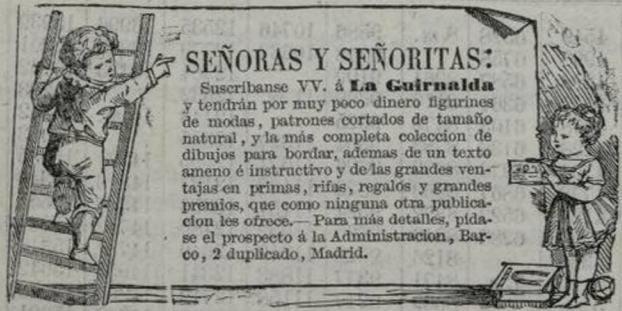 SEÑORAS Y SEÑORITAS:
Suscríbanse VV. á La Guirnalda
y tendrán por muy poco dinero figurines
de modas, patrones cortados de tamaño
natural, y la más completa coleccion de
dibujos para bordar, ademas de un texto
ameno é instructivo y de las grandes ven-
tajas en primas, rifas, regalos y grandes
premios, que como ninguna otra publica-
cion les ofrece.—Para más detalles, pída-
se el prospecto á la Administracion, Bar-
co, 2 duplicado, Madrid.